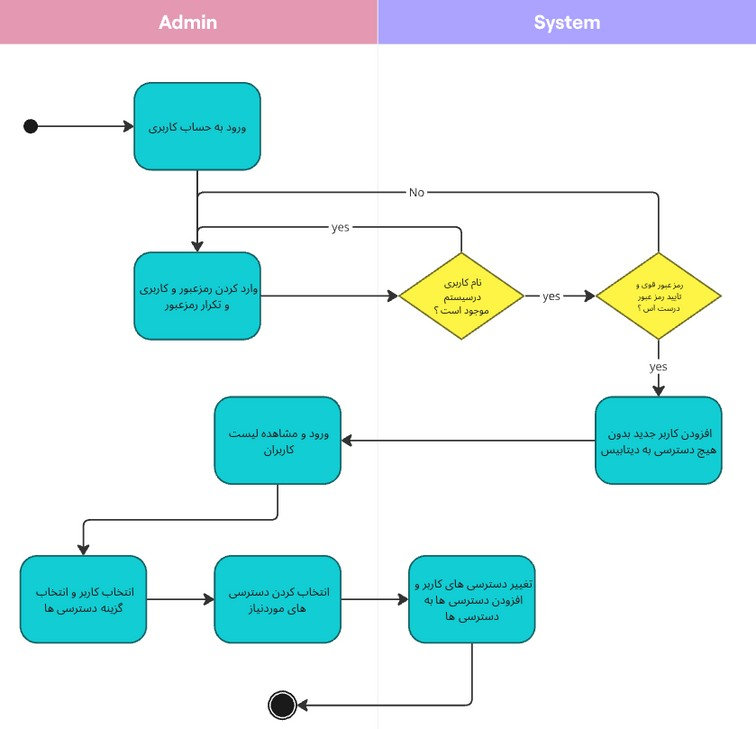 Admin
System
ورود به حساب کاربری
No
yes
وارد کردن رمزعبور و کاربری
و تکرار رمزعبور
نام کاربری
درسیستم
موجود است ؟
yes
رمز عبور قوی و
تایید رمز عبور
درست اس ؟
yes
افزودن کاربر جدید بدون
هیچ دسترسی به دیتابیس
ورود و مشاهده لیست
کاربران
انتخاب کاربر و انتخاب
گزینه دسترسی ها
انتخاب کردن دسترسی
های موردنیاز
تغییر دسترسی های کاربر و
افزودن دسترسی ها به
دسترسی ها